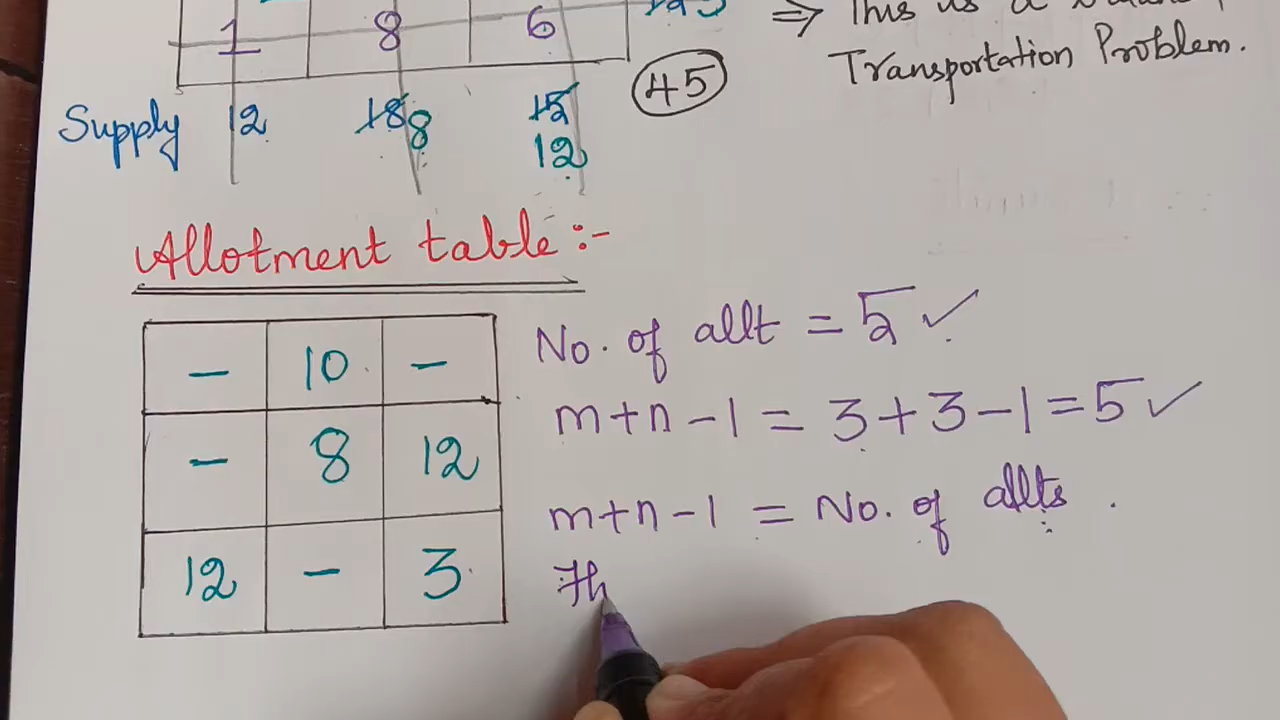 1 8 6
⇒ This is a
45
Transportation Problem.
Supply 12 18 8 15
12
Allotment table :-
- 10 -
- 8 12
12 - 3
No. of allt = 5 ✓
m+n-1 = 3+3-1 = 5 ✓
m+n-1 = No. of allts.
Th